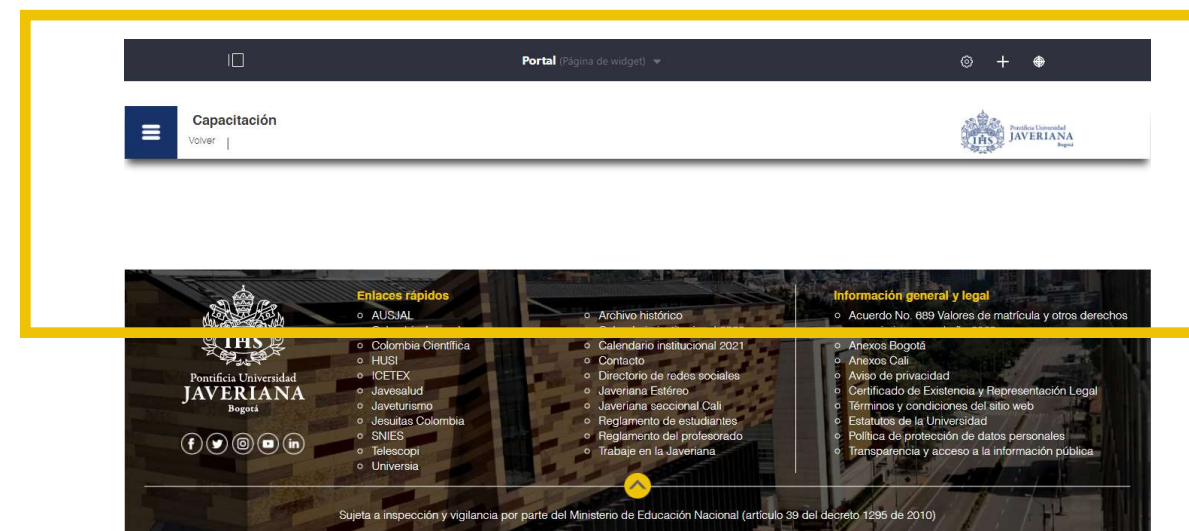 Portal (Página de widget)
Capacitación
Volver |
Pontificia Universidad
JAVERIANA
Bogotá
IHS
Enlaces rápidos
AUSJAL
Colombia Científica
HUSI
ICETEX
Javesalud
Javeturismo
Jesuitas Colombia
SNIES
Telescopi
Universia
Archivo histórico
Calendario institucional 2021
Contacto
Directorio de redes sociales
Javeriana Estéreo
Javeriana seccional Cali
Reglamento de estudiantes
Reglamento del profesorado
Trabaje en la Javeriana
Información general y legal
Acuerdo No. 689 Valores de matrícula y otros derechos
Anexos Bogotá
Anexos Cali
Aviso de privacidad
Certificado de Existencia y Representación Legal
Términos y condiciones del sitio web
Estatutos de la Universidad
Política de protección de datos personales
Transparencia y acceso a la información pública
IHS
Pontificia Universidad
JAVERIANA
Bogotá
Sujeta a inspección y vigilancia por parte del Ministerio de Educación Nacional (artículo 39 del decreto 1295 de 2010)